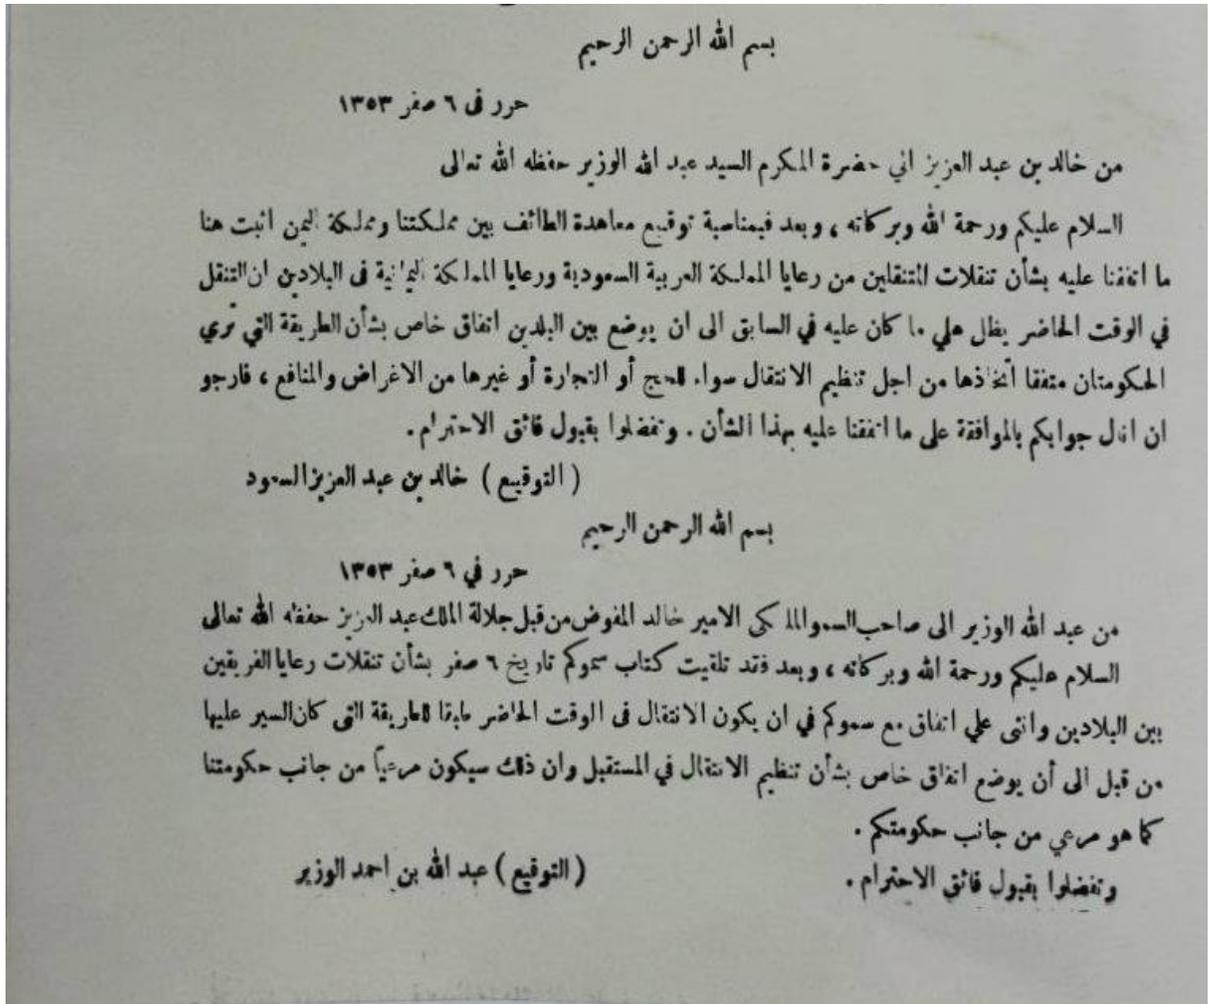 بسم الله الرحمن الرحيم
حرر في ٦ صفر ١٣٥٣
من خالد بن عبد العزيز الي حضرة المكرم السيد عبد الله الوزير حفظه الله تعالى
السلام عليكم ورحمة الله وبركاته ، وبعد فبمناسبة توقيع معاهدة الطائف بين مملكتنا ومملكة اليمن اثبت هنا
ما اتفقنا عليه بشأن تنقلات المتنقلين من رعايا المملكة العربية السعودية ورعايا المملكة اليمانية في البلادين ان التنقل
في الوقت الحاضر يظل علي ما كان عليه في السابق الى ان يوضع بين البلدين اتفاق خاص بشأن الطريقة التي تري
الحكومتان متفقا اتخاذها من اجل تنظيم الانتقال سواء للحج أو التجارة أو غيرها من الاغراض والمنافع ، فارجو
ان انال جوابكم بالموافقة على ما اتفقنا عليه بهذا الشأن . وتفضلوا بقبول فائق الاحترام .
( التوقيع ) خالد بن عبد العزيز السعود
بسم الله الرحمن الرحيم
حرر في ٦ صفر ١٣٥٣
من عبد الله الوزير الى صاحب السمو الملكي الامير خالد المفوض من قبل جلالة الملك عبد العزيز حفظه الله تعالى
السلام عليكم ورحمة الله وبركاته ، وبعد فقد تلقيت كتاب سموكم تاريخ ٦ صفر بشأن تنقلات رعايا الفريقين
بين البلادين وانني علي اتفاق مع سموكم في ان يكون الانتقال في الوقت الحاضر طبقا للطريقة التي كان السير عليها
من قبل الى أن يوضع اتفاق خاص بشأن تنظيم الانتقال في المستقبل وان ذلك سيكون مرعياً من جانب حكومتنا
كما هو مرعي من جانب حكومتكم .
وتفضلوا بقبول فائق الاحترام . ( التوقيع ) عبد الله بن احمد الوزير